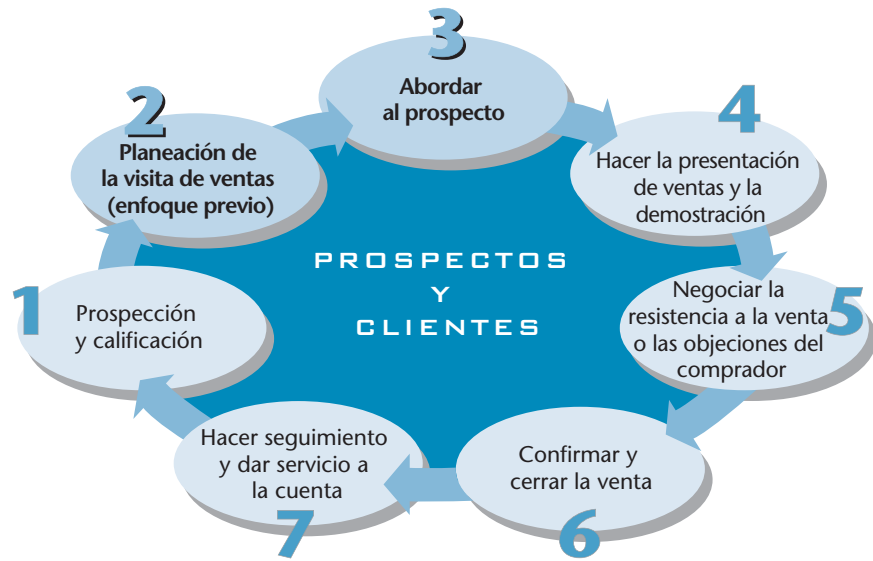 1
Prospección
y calificación
2
Planeación de
la visita de ventas
(enfoque previo)
3
Abordar
al prospecto
4
Hacer la presentación
de ventas y la
demostración
5
Negociar la
resistencia a la venta
o las objeciones del
comprador
6
Confirmar y
cerrar la venta
7
Hacer seguimiento
y dar servicio a
la cuenta
PROSPECTOS
Y
CLIENTES